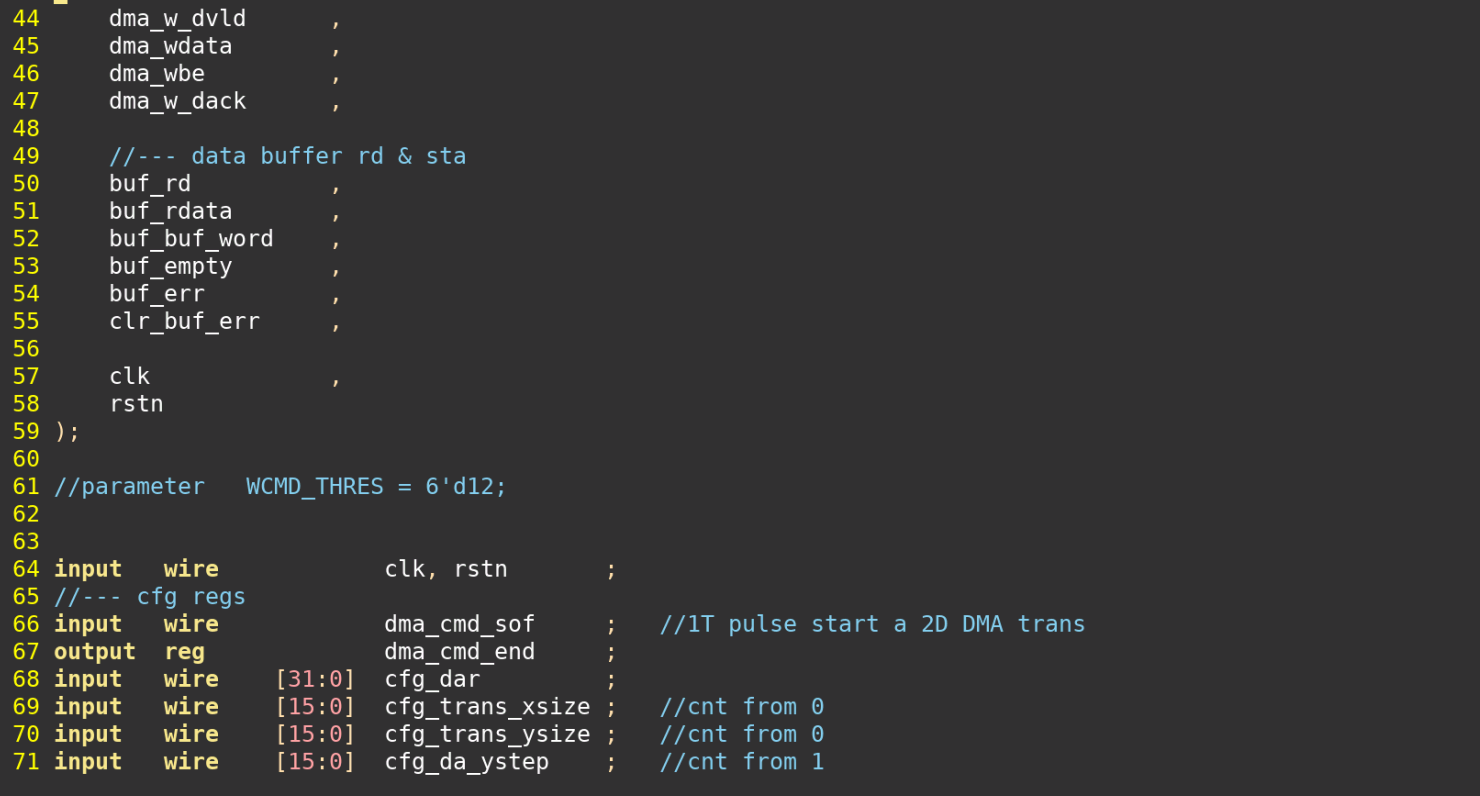 44     dma_w_dvld      ,
45     dma_wdata       ,
46     dma_wbe         ,
47     dma_w_dack      ,
48
49     //--- data buffer rd & sta
50     buf_rd          ,
51     buf_rdata       ,
52     buf_buf_word    ,
53     buf_empty       ,
54     buf_err         ,
55     clr_buf_err     ,
56
57     clk             ,
58     rstn
59 );
60
61 //parameter   WCMD_THRES = 6'd12;
62
63
64 input   wire            clk, rstn       ;
65 //--- cfg regs
66 input   wire            dma_cmd_sof     ;   //1T pulse start a 2D DMA trans
67 output  reg             dma_cmd_end     ;
68 input   wire    [31:0]  cfg_dar         ;
69 input   wire    [15:0]  cfg_trans_xsize ;   //cnt from 0
70 input   wire    [15:0]  cfg_trans_ysize ;   //cnt from 0
71 input   wire    [15:0]  cfg_da_ystep    ;   //cnt from 1